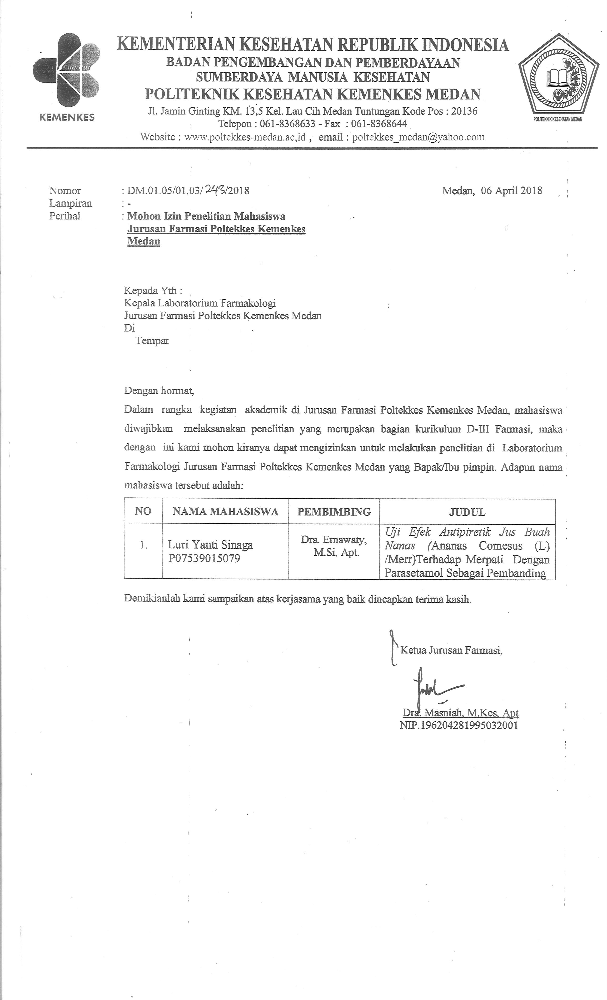 KEMENTERIAN KESEHATAN REPUBLIK INDONESIA
BADAN PENGEMBANGAN DAN PEMBERDAYAAN
SUMBERDAYA MANUSIA KESEHATAN
POLITEKNIK KESEHATAN KEMENKES MEDAN
Jl. Jamin Ginting KM. 13,5 Kel. Lau Cih Medan Tuntungan Kode Pos : 20136
Telepon : 061-8368633 - Fax : 061-8368644
Website : www.poltekkes-medan.ac,id , email : poltekkes_medan@yahoo.com
KEMENKES
POLITEKNIK KESEHATAN MEDAN
Nomor : DM.01.05/01.03/243/2018 Medan, 06 April 2018
Lampiran : -
Perihal : Mohon Izin Penelitian Mahasiswa
Jurusan Farmasi Poltekkes Kemenkes
Medan
Kepada Yth :
Kepala Laboratorium Farmakologi
Jurusan Farmasi Poltekkes Kemenkes Medan
Di
Tempat
Dengan hormat,
Dalam rangka kegiatan akademik di Jurusan Farmasi Poltekkes Kemenkes Medan, mahasiswa
diwajibkan melaksanakan penelitian yang merupakan bagian kurikulum D-III Farmasi, maka
dengan ini kami mohon kiranya dapat mengizinkan untuk melakukan penelitian di Laboratorium
Farmakologi Jurusan Farmasi Poltekkes Kemenkes Medan yang Bapak/Ibu pimpin. Adapun nama
mahasiswa tersebut adalah:
NO NAMA MAHASISWA PEMBIMBING JUDUL
1.
Luri Yanti Sinaga
P07539015079
Dra. Ernawaty,
M.Si, Apt.
Uji Efek Antipiretik Jus Buah
Nanas (Ananas Comesus (L)
/Merr)Terhadap Merpati Dengan
Parasetamol Sebagai Pembanding
Demikianlah kami sampaikan atas kerjasama yang baik diucapkan terima kasih.
Ketua Jurusan Farmasi,
Dra. Masniah, M.Kes, Apt
NIP.196204281995032001